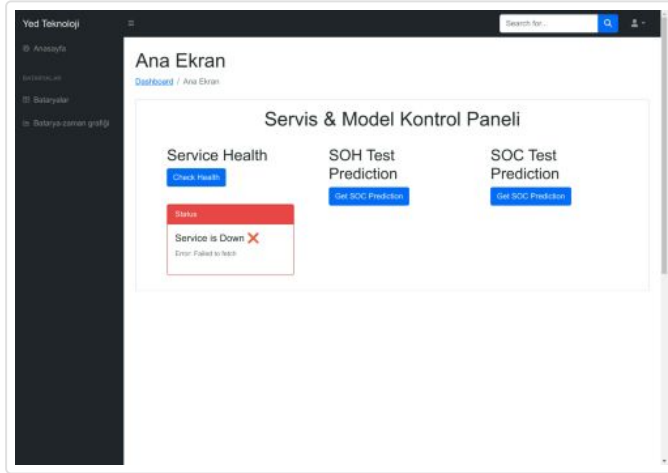 Yed Teknoloji
Search for...
Anasayfa
BATARYALAR
Bataryalar
Batarya-zaman grafiği
Ana Ekran
Dashboard / Ana Ekran
Servis & Model Kontrol Paneli
Service Health
Check Health
Status
Service is Down ❌
Error: Failed to fetch
SOH Test
Prediction
Get SOC Prediction
SOC Test
Prediction
Get SOC Prediction